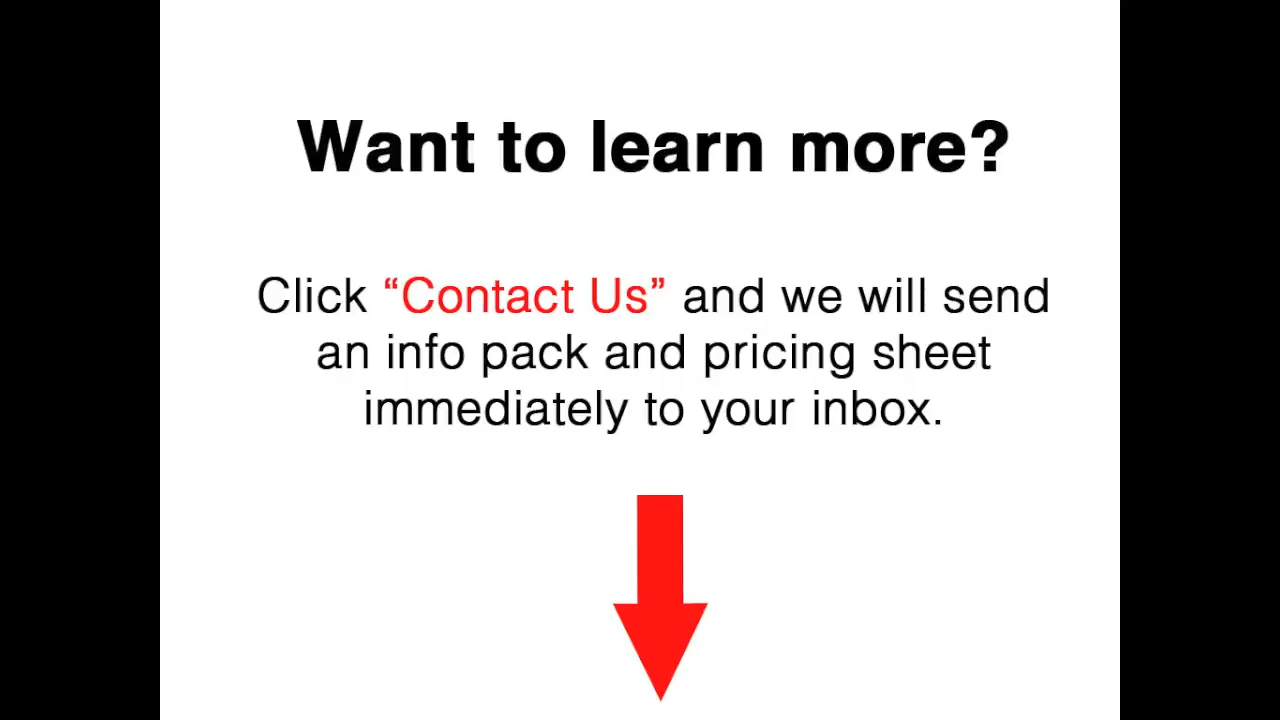 Want to learn more?
Click “Contact Us” and we will send
an info pack and pricing sheet
immediately to your inbox.